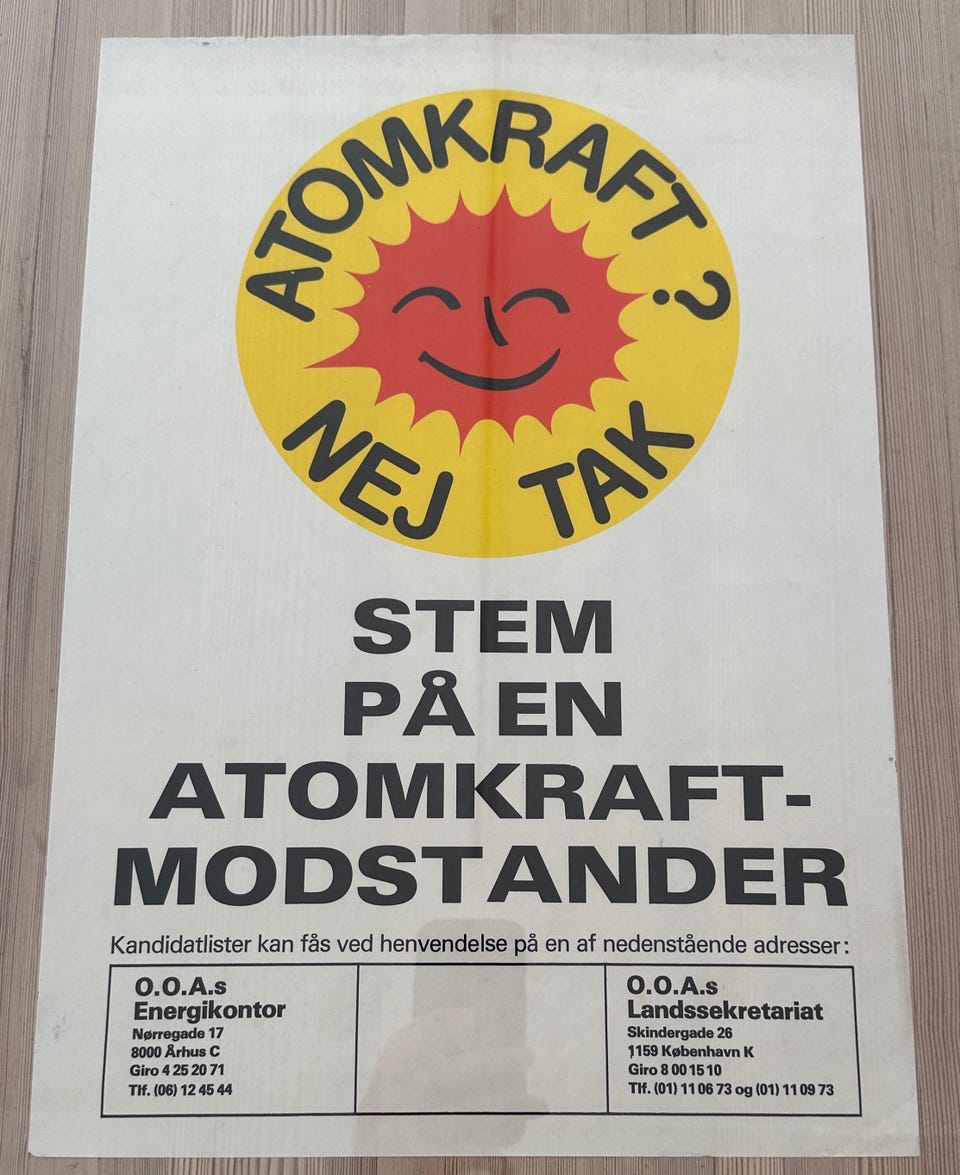 ATOMKRAFT ?
NEJ TAK
STEM
PÅ EN
ATOMKRAFT-
MODSTANDER
Kandidatlister kan fås ved henvendelse på en af nedenstående adresser:
O.O.A.s
Energikontor
Nørregade 17
8000 Århus C
Giro 4 25 20 71
Tlf. (06) 12 45 44
O.O.A.s
Landssekretariat
Skindergade 26
1159 København K
Giro 8 00 15 10
Tlf. (01) 11 06 73 og (01) 11 09 73